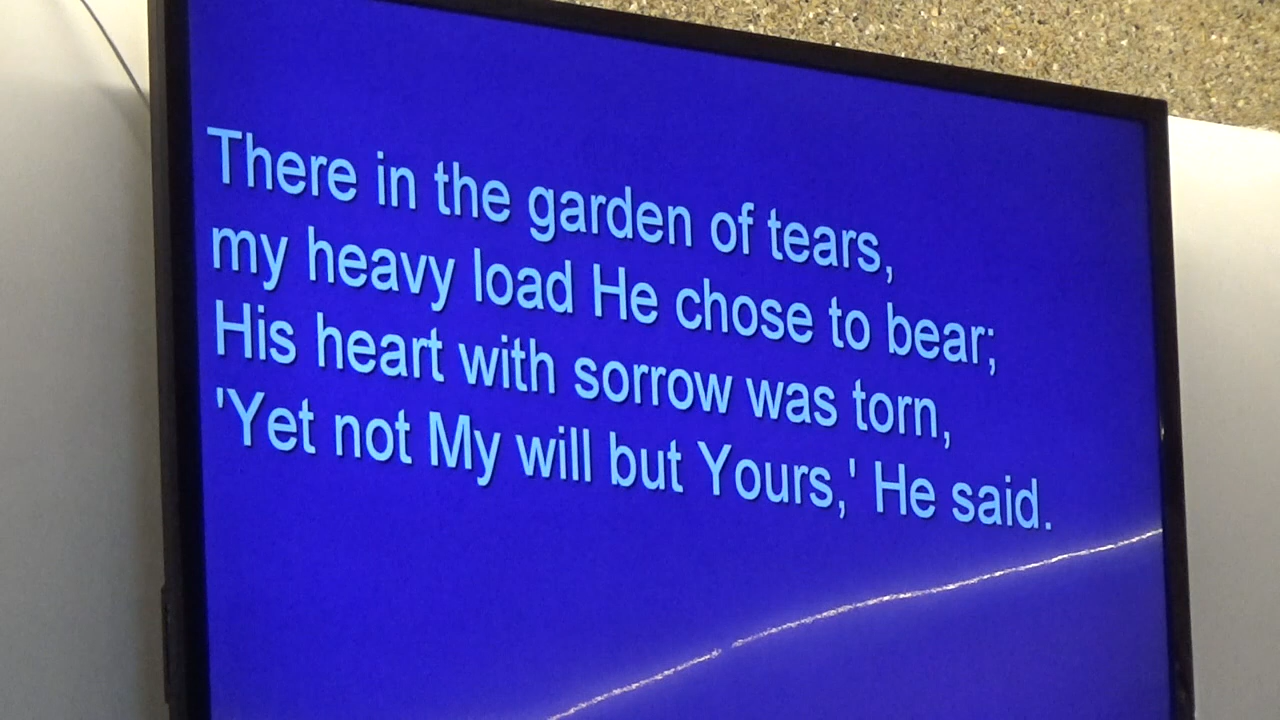 There in the garden of tears,
my heavy load He chose to bear;
His heart with sorrow was torn,
'Yet not My will but Yours,' He said.